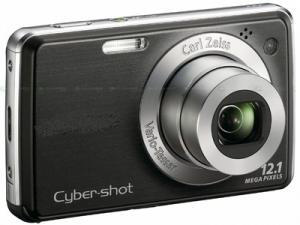 Carl Zeiss
Vario-Tessar
12.1
MEGA PIXELS
Cyber-shot